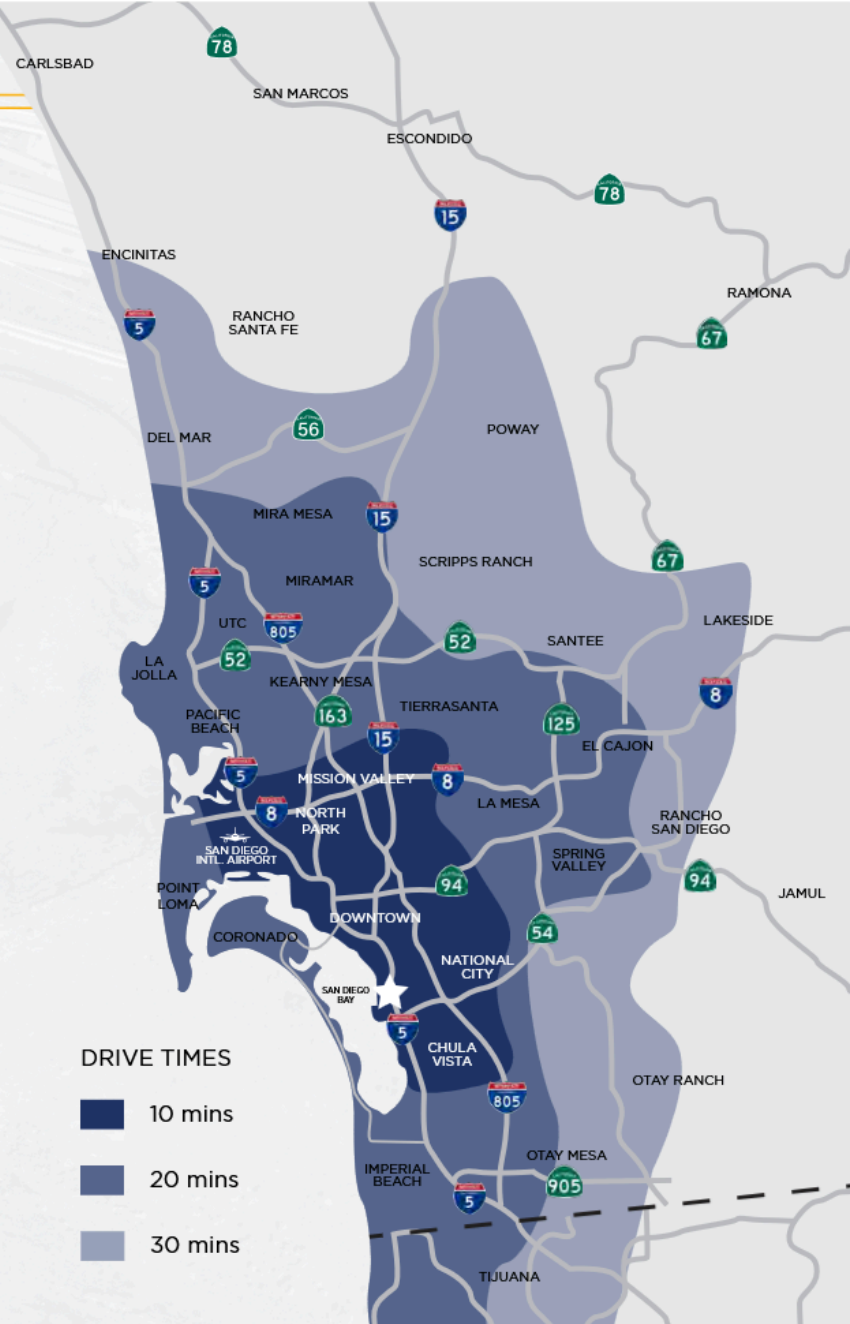 78
CARLSBAD
SAN MARCOS
ESCONDIDO
78
15
ENCINITAS
RAMONA
5
RANCHO
SANTA FE
67
56
DEL MAR
POWAY
MIRA MESA
15
SCRIPPS RANCH
67
5
MIRAMAR
UTC
805
LAKESIDE
52
52
SANTEE
LA
JOLLA
KEARNY MESA
8
163
TIERRASANTA
125
PACIFIC
BEACH
15
EL CAJON
5
MISSION VALLEY
8
8
LA MESA
NORTH
PARK
RANCHO
SAN DIEGO
SAN DIEGO
INTL. AIRPORT
SPRING
VALLEY
94
94
POINT
LOMA
JAMUL
DOWNTOWN
CORONADO
54
NATIONAL
CITY
SAN DIEGO
BAY
5
CHULA
VISTA
DRIVE TIMES
OTAY RANCH
805
10 mins
OTAY MESA
20 mins
IMPERIAL
BEACH
905
5
30 mins
TIJUANA